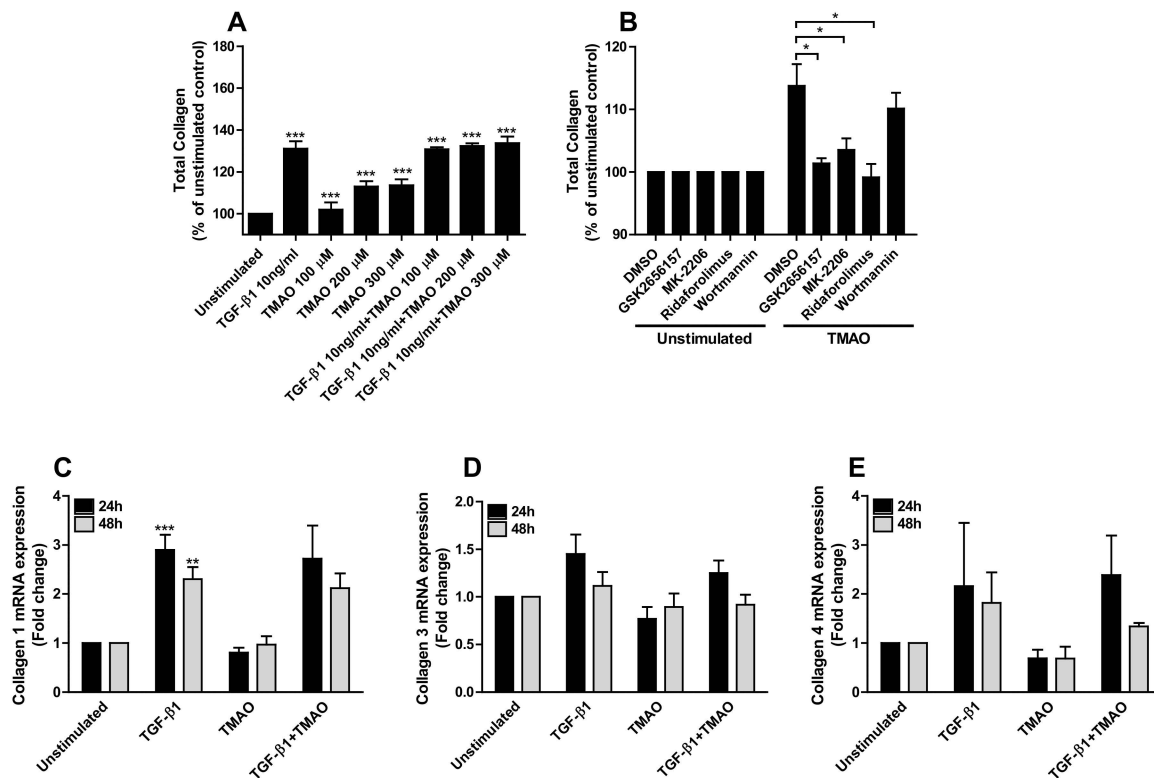 A
Total Collagen
(% of unstimulated control)
180
160
140
120
100
***
***
***
***
***
***
***
Unstimulated
TGF-β1 10ng/ml
TMAO 100 μM
TMAO 200 μM
TMAO 300 μM
TGF-β1 10ng/ml+TMAO 100 μM
TGF-β1 10ng/ml+TMAO 200 μM
TGF-β1 10ng/ml+TMAO 300 μM
B
Total Collagen
(% of unstimulated control)
120
110
100
90
*
*
*
DMSO
GSK2656157
MK-2206
Ridaforolimus
Wortmannin
DMSO
GSK2656157
MK-2206
Ridaforolimus
Wortmannin
Unstimulated
TMAO
C
Collagen 1 mRNA expression
(Fold change)
4
3
2
1
0
24h
48h
***
**
Unstimulated
TGF-β1
TMAO
TGF-β1+TMAO
D
Collagen 3 mRNA expression
(Fold change)
2.0
1.5
1.0
0.5
0.0
24h
48h
Unstimulated
TGF-β1
TMAO
TGF-β1+TMAO
E
Collagen 4 mRNA expression
(Fold change)
4
3
2
1
0
24h
48h
Unstimulated
TGF-β1
TMAO
TGF-β1+TMAO